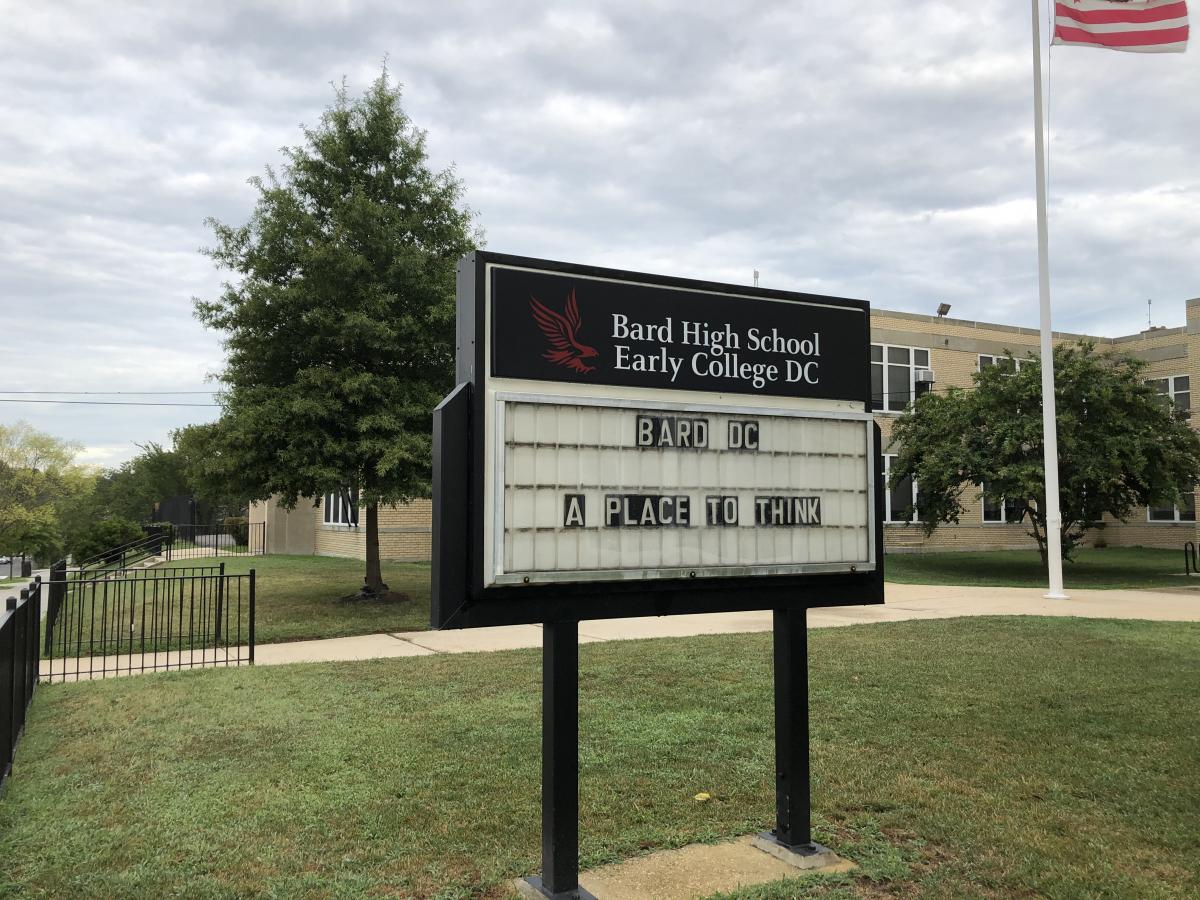 Bard High School
Early College DC
BARD DC
A PLACE TO THINK